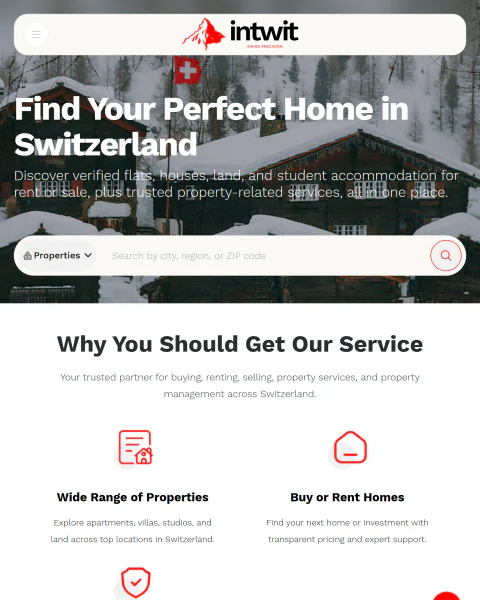 intwit
SWISS PRECISION
Find Your Perfect Home in
Switzerland
Discover verified flats, houses, land, and student accommodation for
rent or sale, plus trusted property-related services, all in one place.
Properties
Search by city, region, or ZIP code
Why You Should Get Our Service
Your trusted partner for buying, renting, selling, property services, and property
management across Switzerland.
Wide Range of Properties
Buy or Rent Homes
Explore apartments, villas, studios, and
land across top locations in Switzerland.
Find your next home or investment with
transparent pricing and expert support.